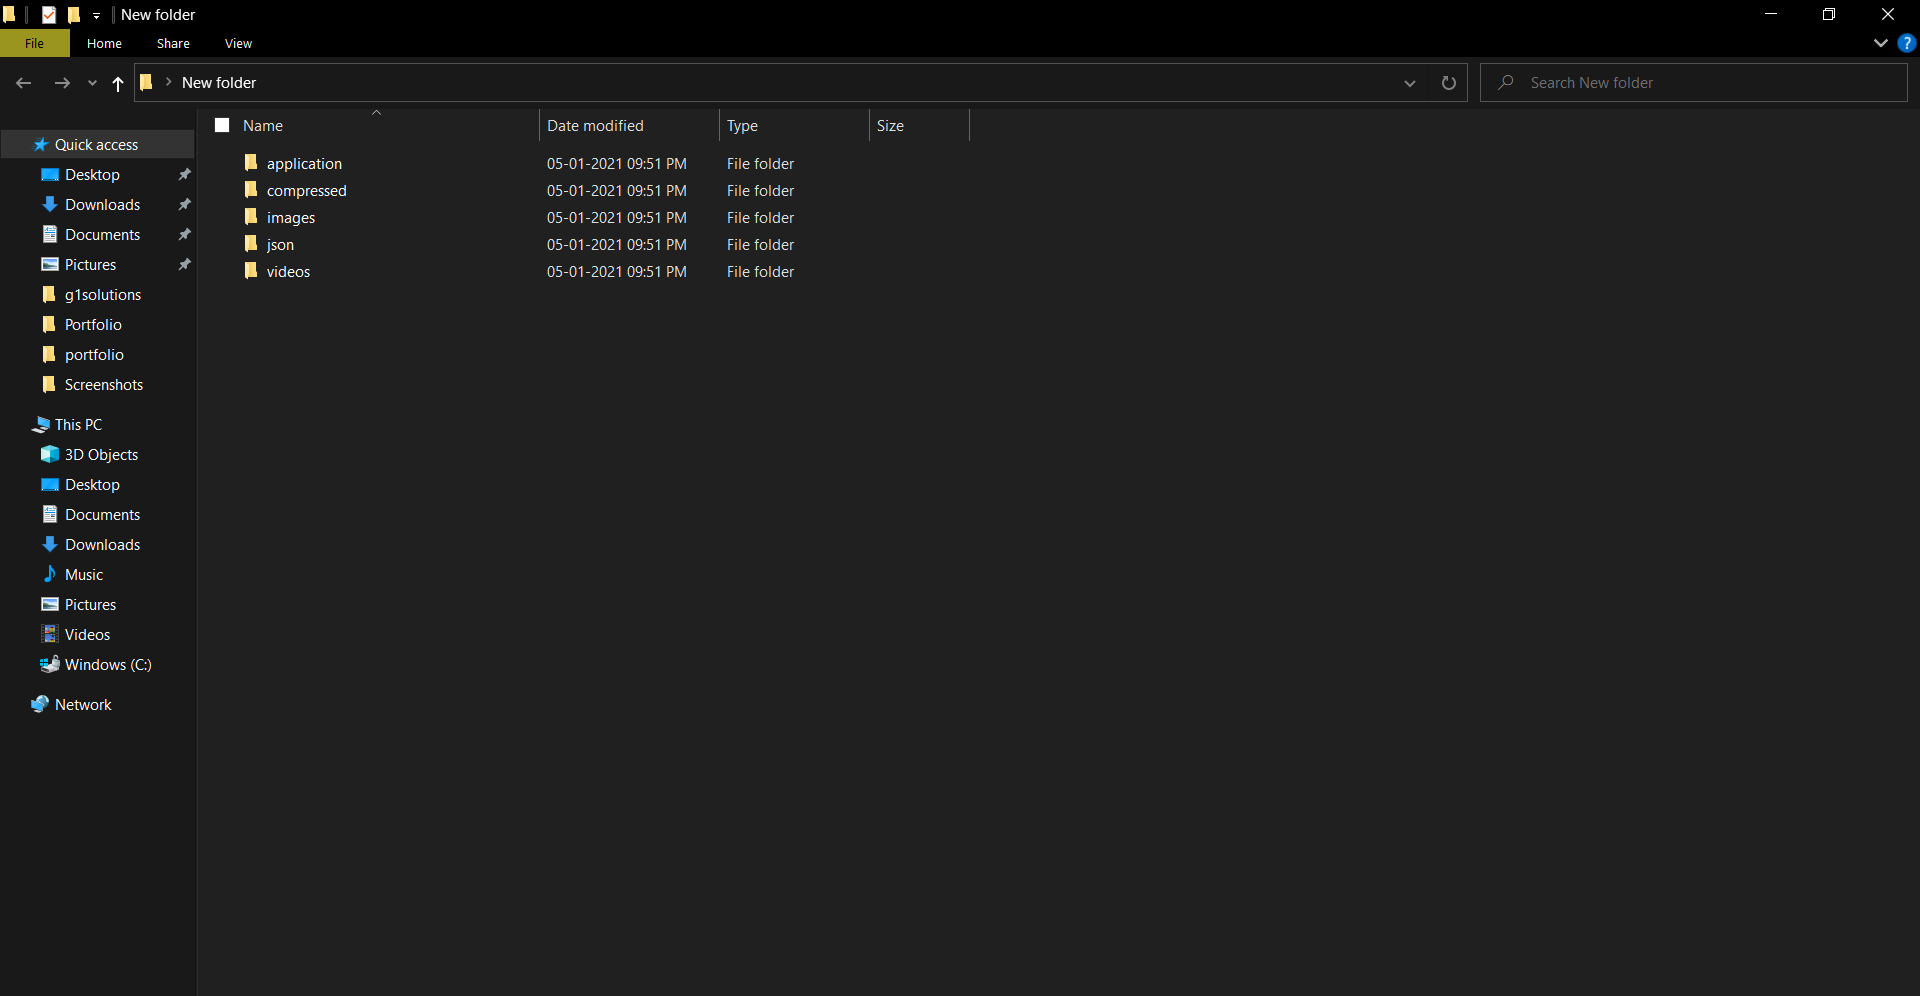 New folder
File Home Share View
?
New folder
Search New folder
Name Date modified Type Size
Quick access
Desktop
Downloads
Documents
Pictures
g1solutions
Portfolio
portfolio
Screenshots
This PC
3D Objects
Desktop
Documents
Downloads
Music
Pictures
Videos
Windows (C:)
Network
application 05-01-2021 09:51 PM File folder
compressed 05-01-2021 09:51 PM File folder
images 05-01-2021 09:51 PM File folder
json 05-01-2021 09:51 PM File folder
videos 05-01-2021 09:51 PM File folder